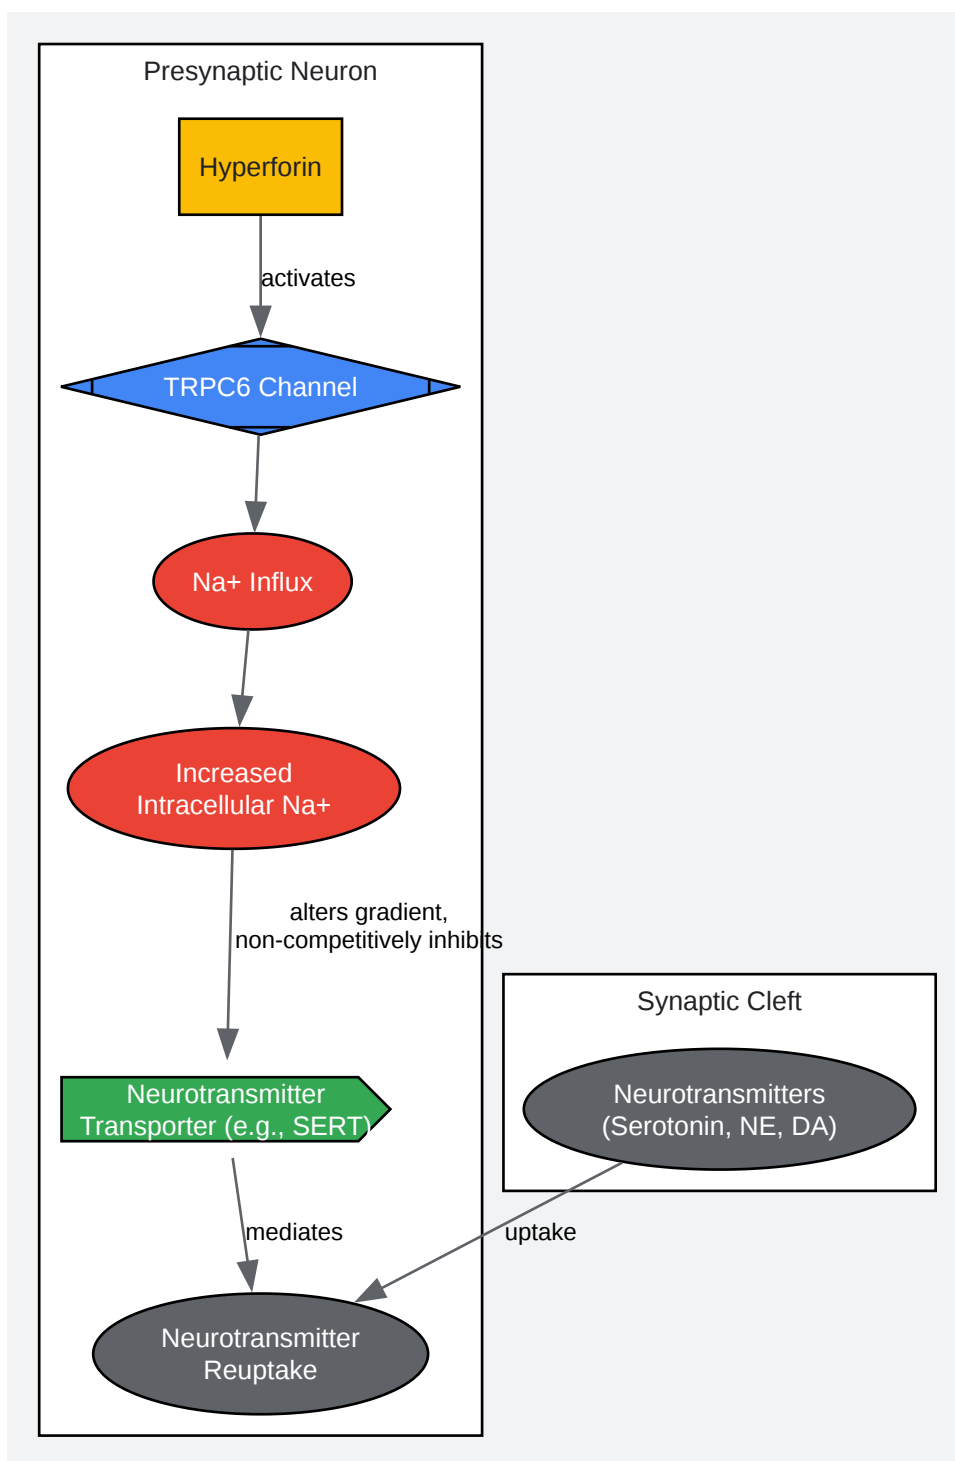 Presynaptic Neuron
Hyperforin
activates
TRPC6 Channel
Na+ Influx
Increased
Intracellular Na+
alters gradient,
non-competitively inhibits
Synaptic Cleft
Neurotransmitter
Transporter (e.g., SERT)
Neurotransmitters
(Serotonin, NE, DA)
mediates
uptake
Neurotransmitter
Reuptake